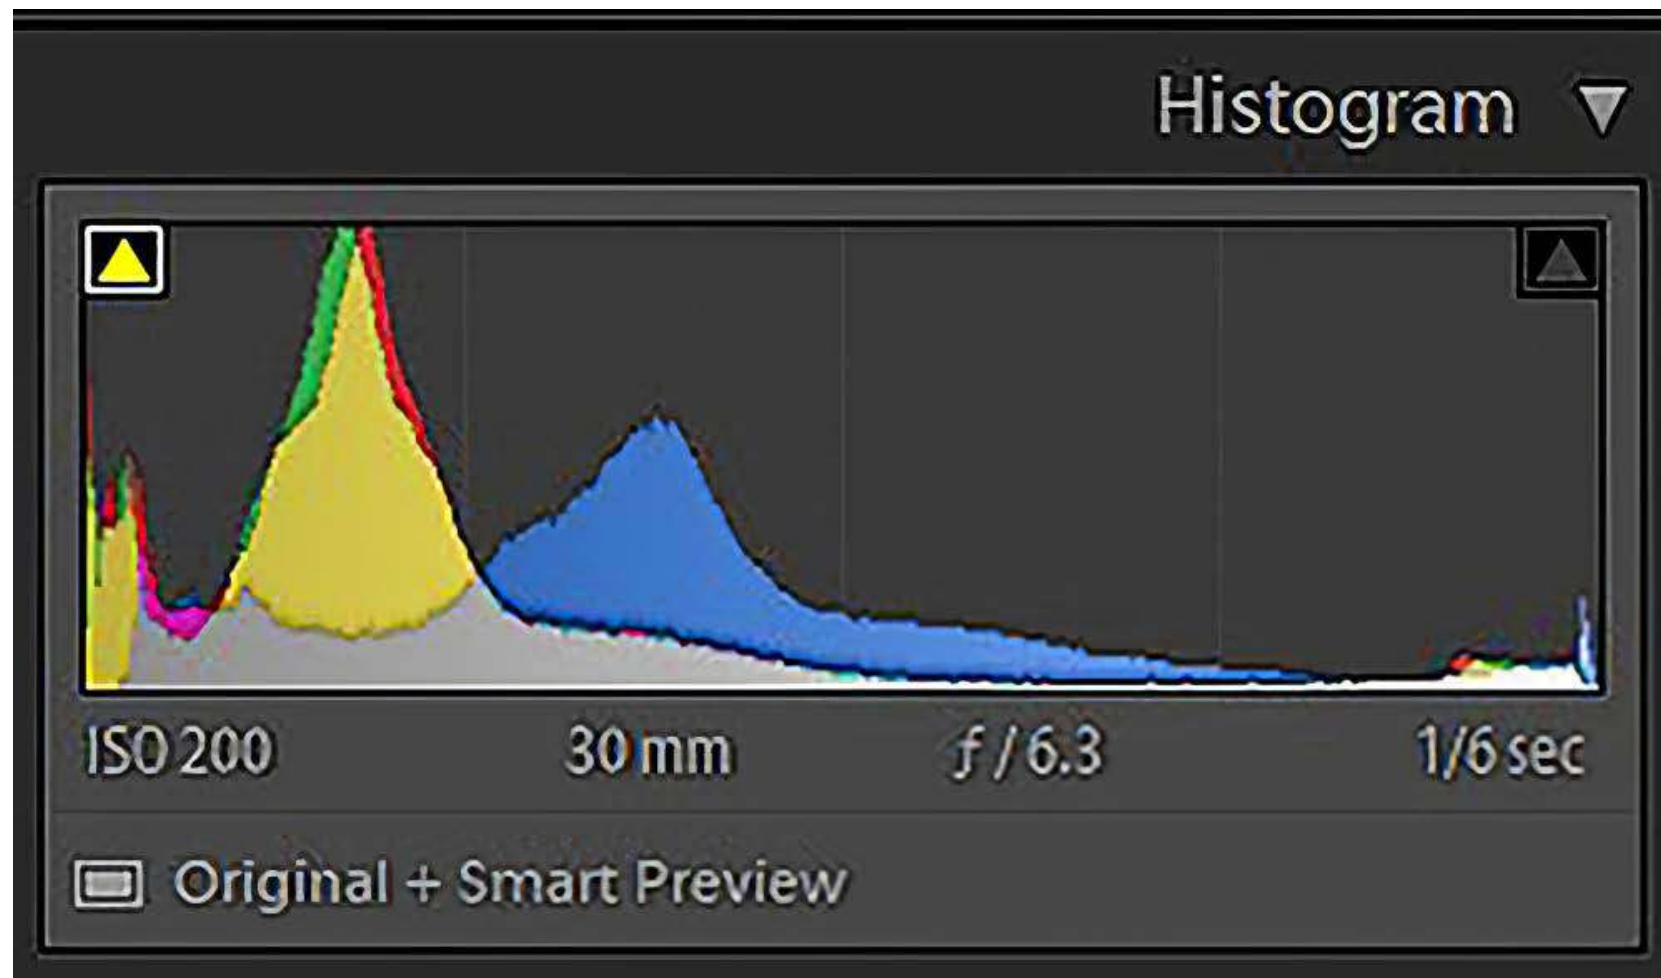 Histogram
ISO 200 30 mm ƒ / 6.3 1/6 sec
Original + Smart Preview